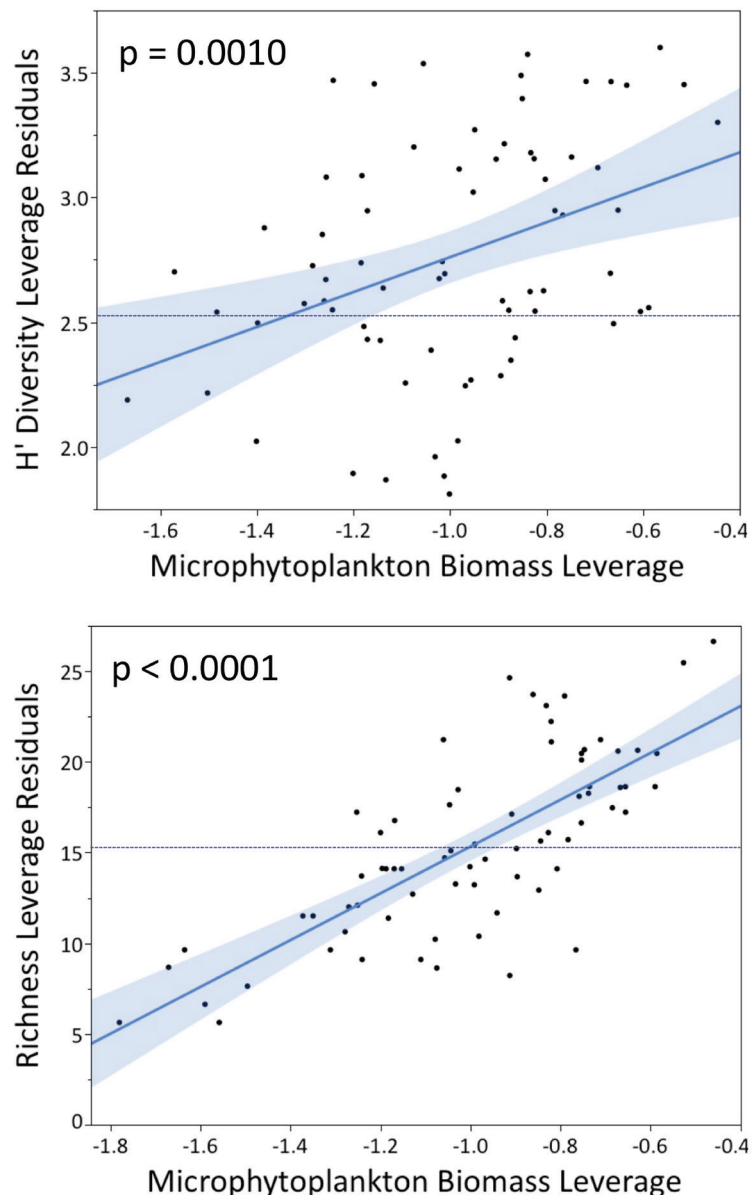 p = 0.0010
H' Diversity Leverage Residuals
3.5
3.0
2.5
2.0
-1.6 -1.4 -1.2 -1.0 -0.8 -0.6 -0.4
Microphytoplankton Biomass Leverage
p < 0.0001
Richness Leverage Residuals
25
20
15
10
5
0
-1.8 -1.6 -1.4 -1.2 -1.0 -0.8 -0.6 -0.4
Microphytoplankton Biomass Leverage